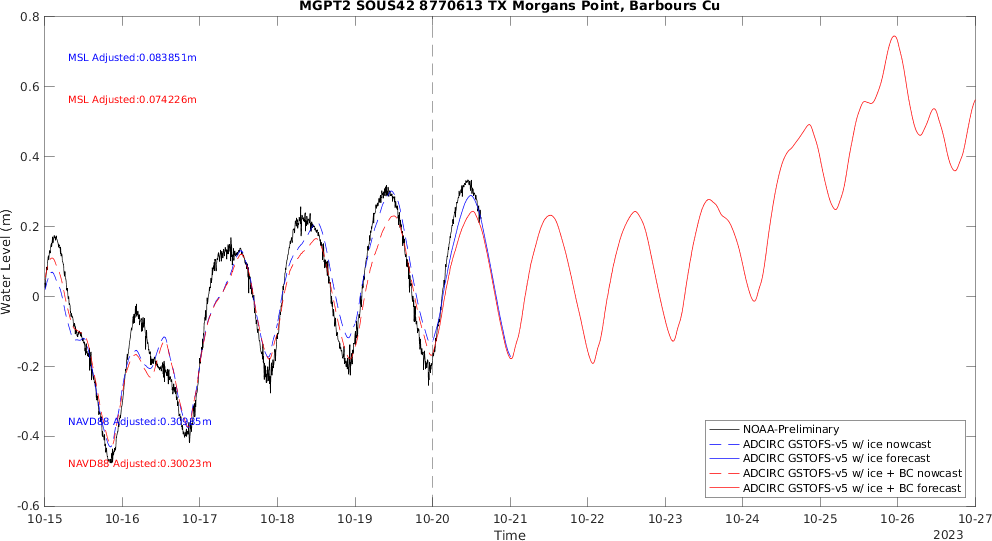 MGPT2 SOUS42 8770613 TX Morgans Point, Barbours Cu
0.8
0.6
0.4
0.2
0
-0.2
-0.4
-0.6
Water Level (m)
MSL Adjusted:0.083851m
MSL Adjusted:0.074226m
NAVD88 Adjusted:0.30985m
NAVD88 Adjusted:0.30023m
NOAA-Preliminary
ADCIRC GSTOFS-v5 w/ ice nowcast
ADCIRC GSTOFS-v5 w/ ice forecast
ADCIRC GSTOFS-v5 w/ ice + BC nowcast
ADCIRC GSTOFS-v5 w/ ice + BC forecast
10-15 10-16 10-17 10-18 10-19 10-20 10-21 10-22 10-23 10-24 10-25 10-26 10-27
Time
2023